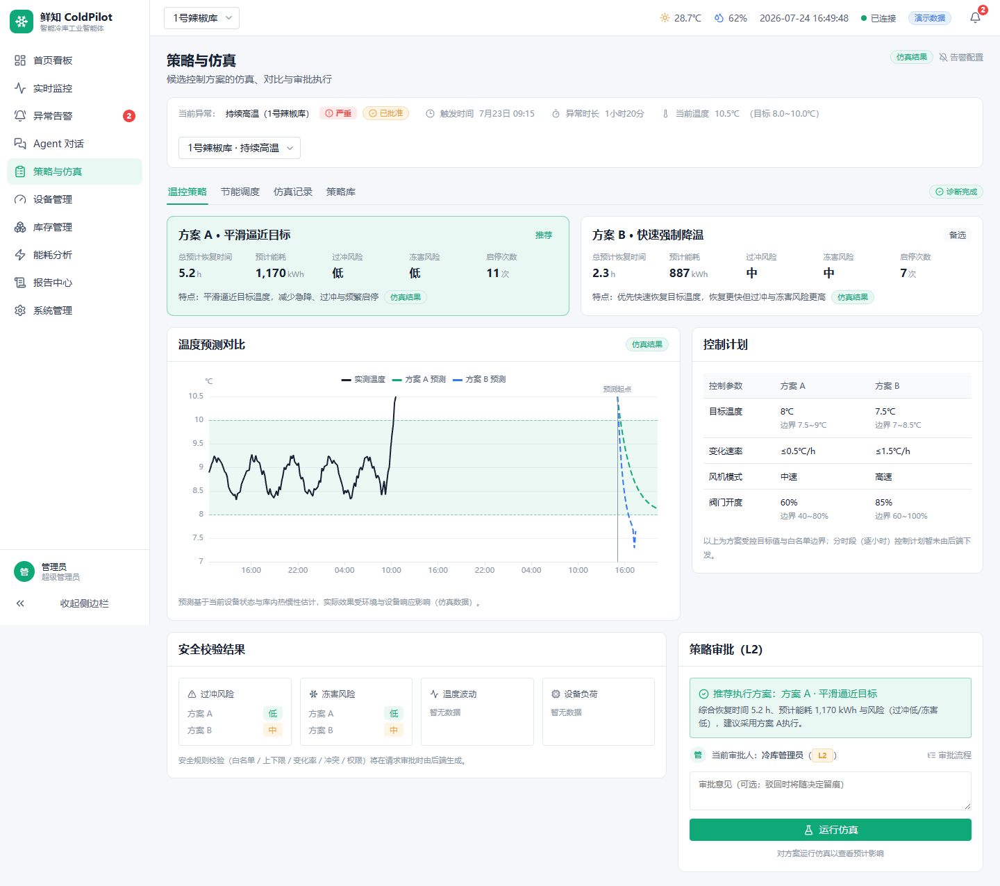 鲜知 ColdPilot
智能冷库工业智能体
首页看板
实时监控
异常告警
2
Agent 对话
策略与仿真
设备管理
库存管理
能耗分析
报告中心
系统管理
管
管理员
超级管理员
收起侧边栏
1号辣椒库
28.7℃
62%
2026-07-24 16:49:48
已连接
演示数据
2
策略与仿真
候选控制方案的仿真、对比与审批执行
仿真结果
告警配置
当前异常： 持续高温（1号辣椒库） 严重 已批准 触发时间 7月23日 09:15 异常时长 1小时20分 当前温度 10.5℃ （目标 8.0~10.0℃）
1号辣椒库 · 持续高温
温控策略 节能调度 仿真记录 策略库
诊断完成
方案 A • 平滑逼近目标
推荐
总预计恢复时间 预计能耗 过冲风险 冻害风险 启停次数
5.2 h 1,170 kWh 低 低 11 次
特点：平滑逼近目标温度，减少急降、过冲与频繁启停 仿真结果
方案 B • 快速强制降温
备选
总预计恢复时间 预计能耗 过冲风险 冻害风险 启停次数
2.3 h 887 kWh 中 中 7 次
特点：优先快速恢复目标温度，恢复更快但过冲与冻害风险更高 仿真结果
温度预测对比
仿真结果
℃
实测温度 方案 A 预测 方案 B 预测
预测起点
10.5
10
9.5
9
8.5
8
7.5
7
16:00 22:00 04:00 10:00 16:00 22:00 04:00 10:00 16:00
预测基于当前设备状态与库内热惯性估计，实际效果受环境与设备响应影响（仿真数据）。
控制计划
控制参数 方案 A 方案 B
目标温度 8℃ 7.5℃
边界 7.5~9℃ 边界 7~8.5℃
变化速率 ≤0.5℃/h ≤1.5℃/h
风机模式 中速 高速
阀门开度 60% 85%
边界 40~80% 边界 60~100%
以上为方案受控目标值与白名单边界；分时段（逐小时）控制计划暂未由后端下
发。
安全校验结果
过冲风险
方案 A 低
方案 B 中
冻害风险
方案 A 低
方案 B 中
温度波动
暂无数据
设备负荷
暂无数据
安全规则校验（白名单 / 上下限 / 变化率 / 冲突 / 权限）将在请求审批时由后端生成。
策略审批（L2）
推荐执行方案：方案 A · 平滑逼近目标
综合恢复时间 5.2 h、预计能耗 1,170 kWh 与风险（过冲低/冻害
低），建议采用方案 A执行。
管 当前审批人：冷库管理员（ L2 ）
审批流程
审批意见（可选；驳回时将随决定留痕）
运行仿真
对方案运行仿真以查看预计影响